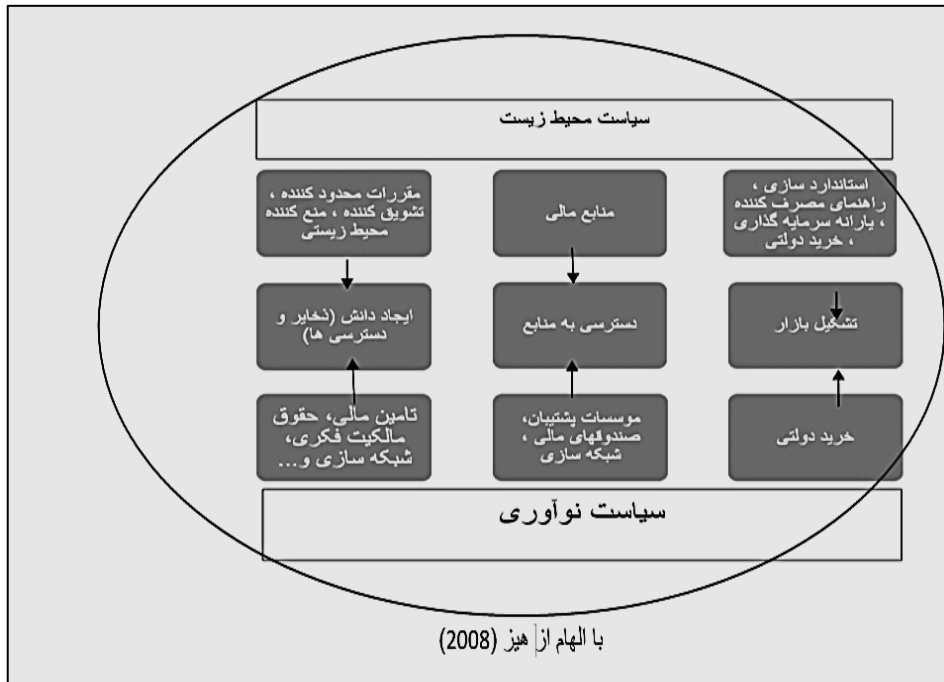 سیاست محیط زیست
استاندارد سازی ،
راهنمای مصرف کننده
، یارانه سرمایه گذاری
، خرید دولتی
منابع مالی
مقررات محدود کننده ،
تشویق کننده ، منع کننده
محیط زیستی
تشکیل بازار
دسترسی به منابع
ایجاد دانش (ذخایر و
دسترسی ها)
خرید دولتی
موسسات پشتیبان،
صندوقهای مالی ،
شبکه سازی
تامین مالی، حقوق
مالکیت فکری،
شبکه سازی و...
سیاست نوآوری
با الهام از هیز (2008)